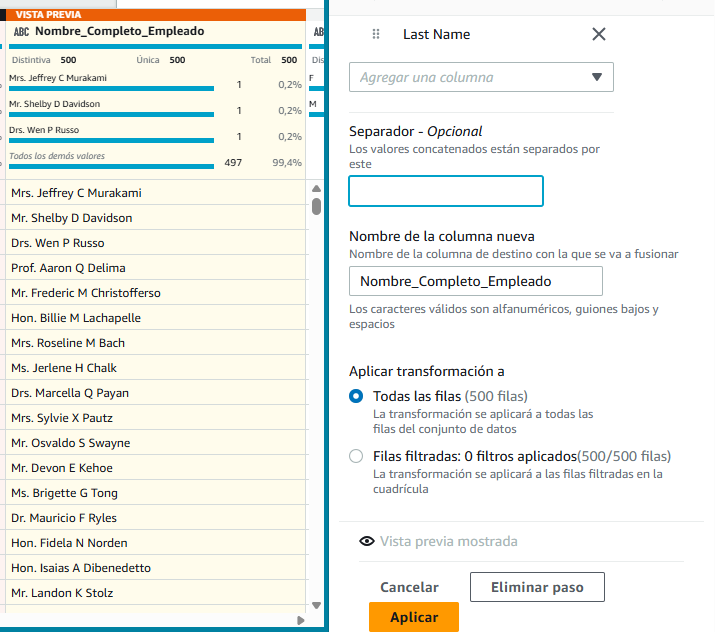 VISTA PREVIA
ABC Nombre_Completo_Empleado
AB
Distintiva 500 Única 500 Total 500
Dis
Mrs. Jeffrey C Murakami 1 0,2%
F
Mr. Shelby D Davidson 1 0,2%
M
Drs. Wen P Russo 1 0,2%
Todos los demás valores 497 99,4%
Mrs. Jeffrey C Murakami
Mr. Shelby D Davidson
Drs. Wen P Russo
Prof. Aaron Q Delima
Mr. Frederic M Christofferso
Hon. Billie M Lachapelle
Mrs. Roseline M Bach
Ms. Jerlene H Chalk
Drs. Marcella Q Payan
Mrs. Sylvie X Pautz
Mr. Osvaldo S Swayne
Mr. Devon E Kehoe
Ms. Brigette G Tong
Dr. Mauricio F Ryles
Hon. Fidela N Norden
Hon. Isaias A Dibenedetto
Mr. Landon K Stolz
Last Name
Agregar una columna
Separador - Opcional
Los valores concatenados están separados por
este
Nombre de la columna nueva
Nombre de la columna de destino con la que se va a fusionar
Nombre_Completo_Empleado
Los caracteres válidos son alfanuméricos, guiones bajos y
espacios
Aplicar transformación a
Todas las filas (500 filas)
La transformación se aplicará a todas las
filas del conjunto de datos
Filas filtradas: 0 filtros aplicados(500/500 filas)
La transformación se aplicará a las filas filtradas en la
cuadrícula
Vista previa mostrada
Cancelar
Eliminar paso
Aplicar